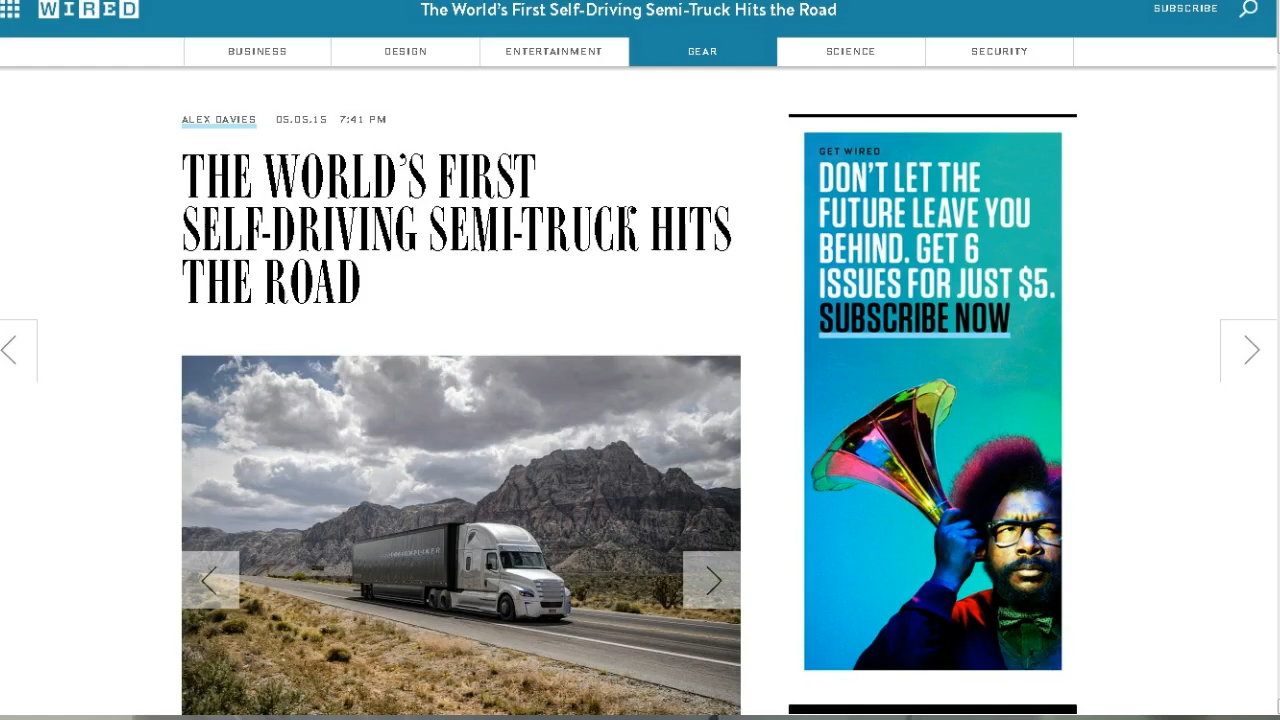 WIRED
The World's First Self-Driving Semi-Truck Hits the Road
SUBSCRIBE
BUSINESS
DESIGN
ENTERTAINMENT
GEAR
SCIENCE
SECURITY
ALEX DAVIES 05.05.15 7:41 PM
THE WORLD'S FIRST
SELF-DRIVING SEMI-TRUCK HITS
THE ROAD
GET WIRED
DON'T LET THE
FUTURE LEAVE YOU
BEHIND. GET 6
ISSUES FOR JUST $5.
SUBSCRIBE NOW